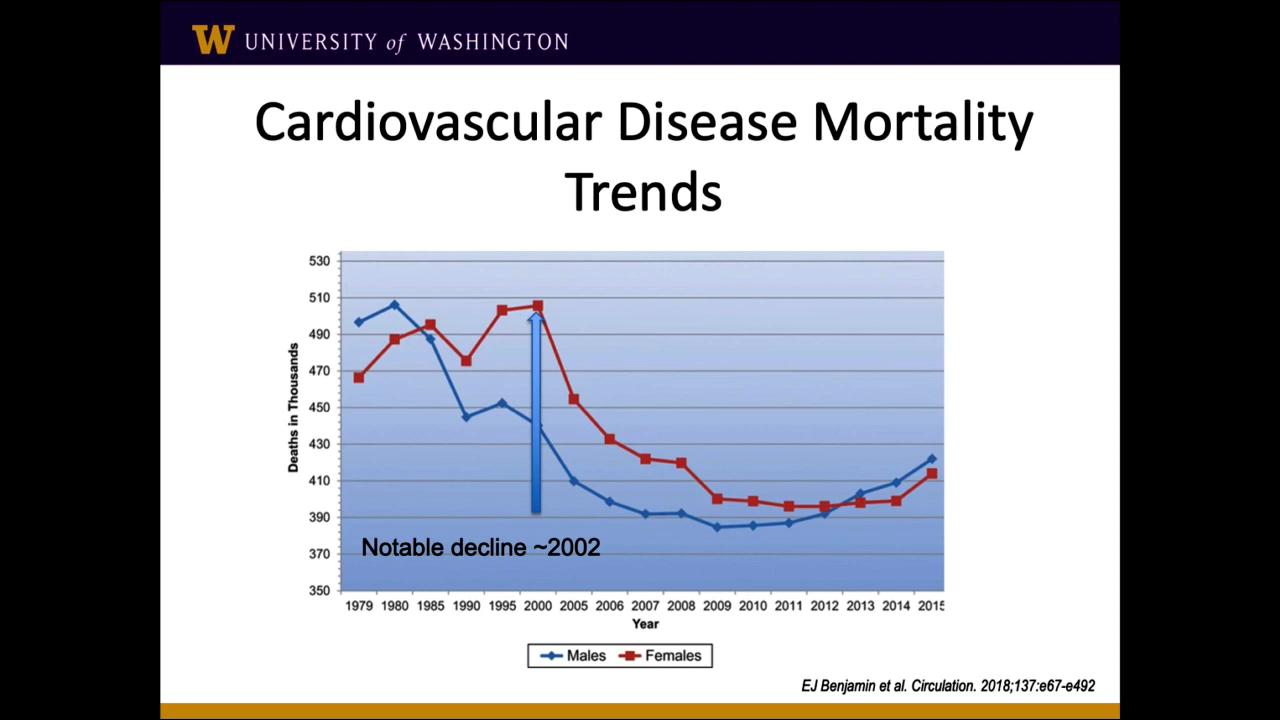 W UNIVERSITY of WASHINGTON
Cardiovascular Disease Mortality
Trends
530
510
490
470
450
430
410
390
370
350
Deaths in Thousands
Notable decline ~2002
1979 1980 1985 1990 1995 2000 2005 2006 2007 2008 2009 2010 2011 2012 2013 2014 2015
Year
Males Females
EJ Benjamin et al. Circulation. 2018;137:e67-e492